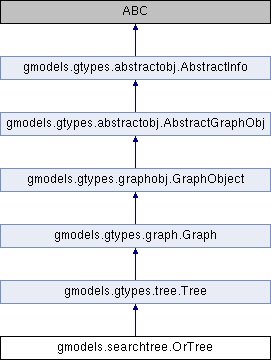 ABC
gmodels.gtypes.abstractobj.AbstractInfo
gmodels.gtypes.abstractobj.AbstractGraphObj
gmodels.gtypes.graphobj.GraphObject
gmodels.gtypes.graph.Graph
gmodels.gtypes.tree.Tree
gmodels.searchtree.OrTree